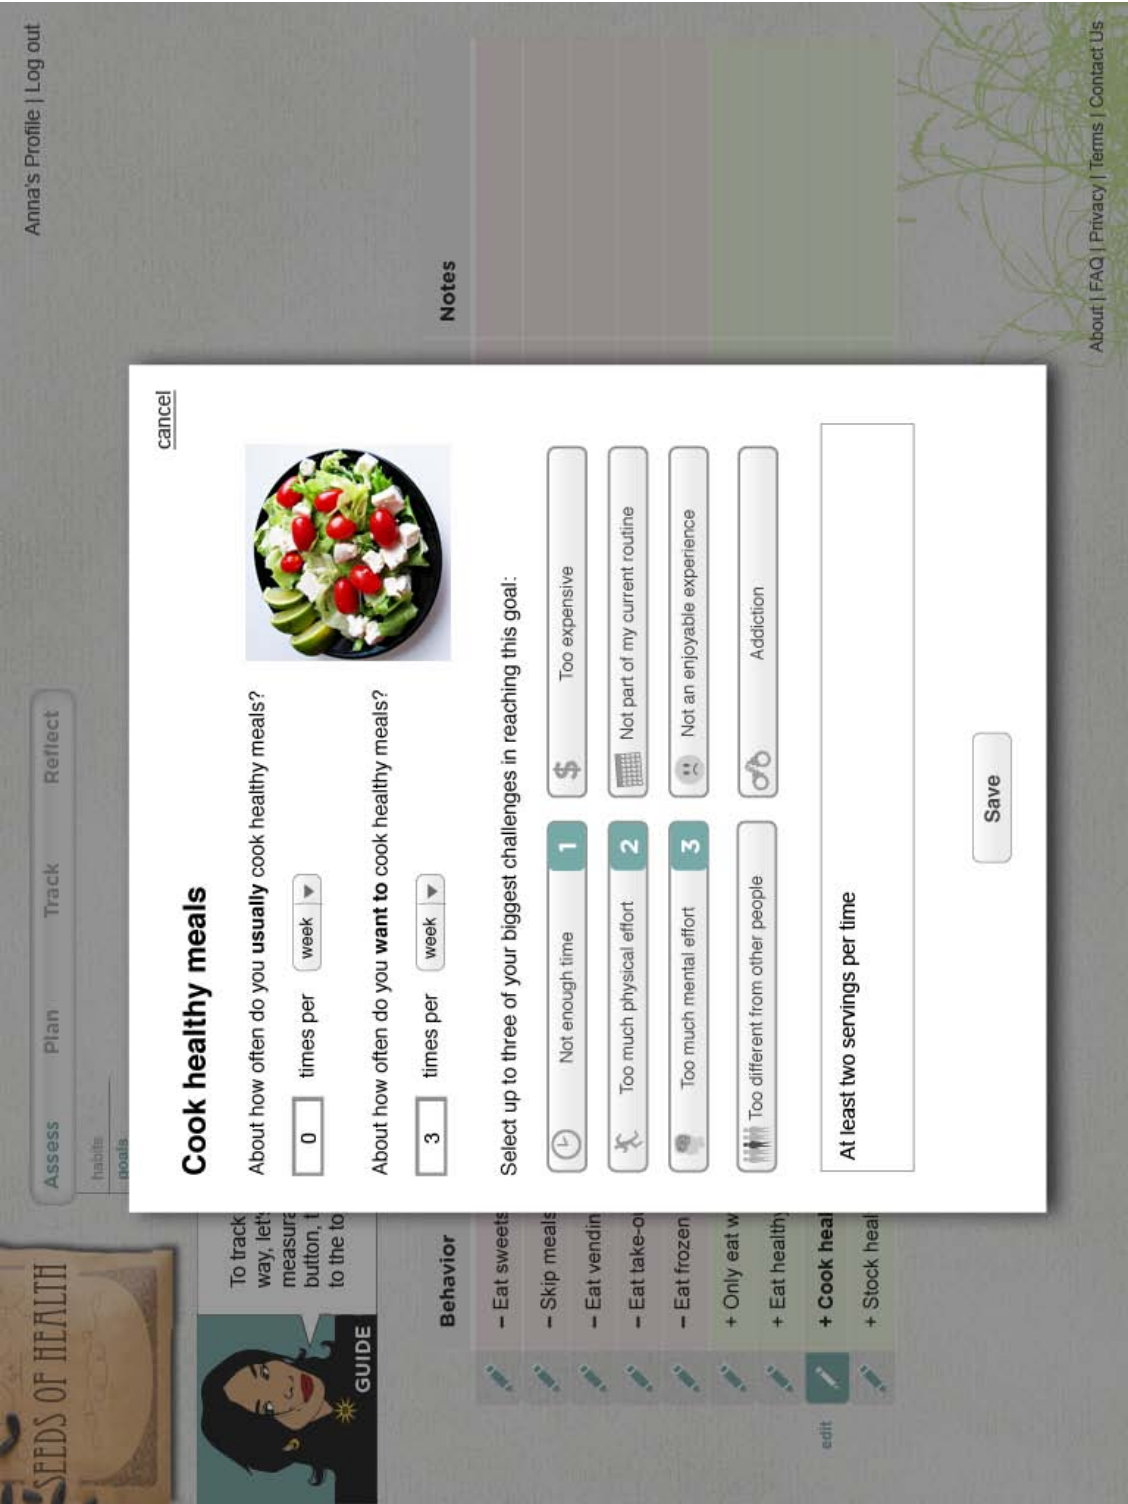 SEEDS OF HEALTH
Assess Plan Track Reflect
Anna's Profile | Log out
habits
goals
To track
way, let'
measura
button, t
to the to
GUIDE
Behavior
Notes
– Eat sweets
– Skip meals
– Eat vendin
– Eat take-o
– Eat frozen
+ Only eat w
+ Eat healthy
edit + Cook heal
+ Stock heal
cancel
Cook healthy meals
About how often do you usually cook healthy meals?
0 times per week
About how often do you want to cook healthy meals?
3 times per week
Select up to three of your biggest challenges in reaching this goal:
Not enough time 1 $ Too expensive
Too much physical effort 2 Not part of my current routine
Too much mental effort 3 Not an enjoyable experience
Too different from other people Addiction
At least two servings per time
Save
About | FAQ | Privacy | Terms | Contact Us